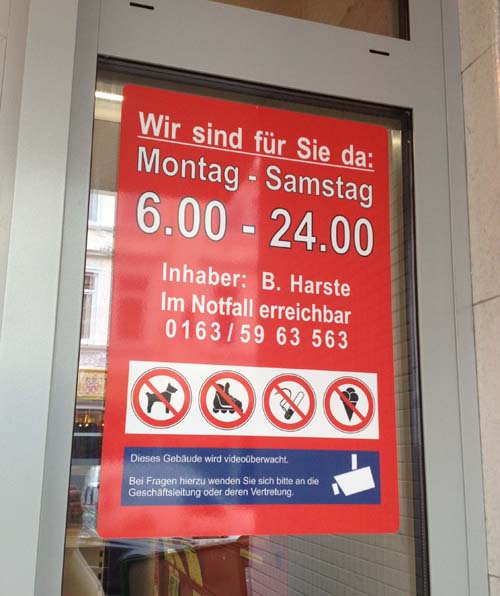 Wir sind für Sie da:
Montag - Samstag
6.00 - 24.00
Inhaber: B. Harste
Im Notfall erreichbar
0163/59 63 563
Dieses Gebäude wird videoüberwacht.
Bei Fragen hierzu wenden Sie sich bitte an die
Geschäftsleitung oder deren Vertretung.